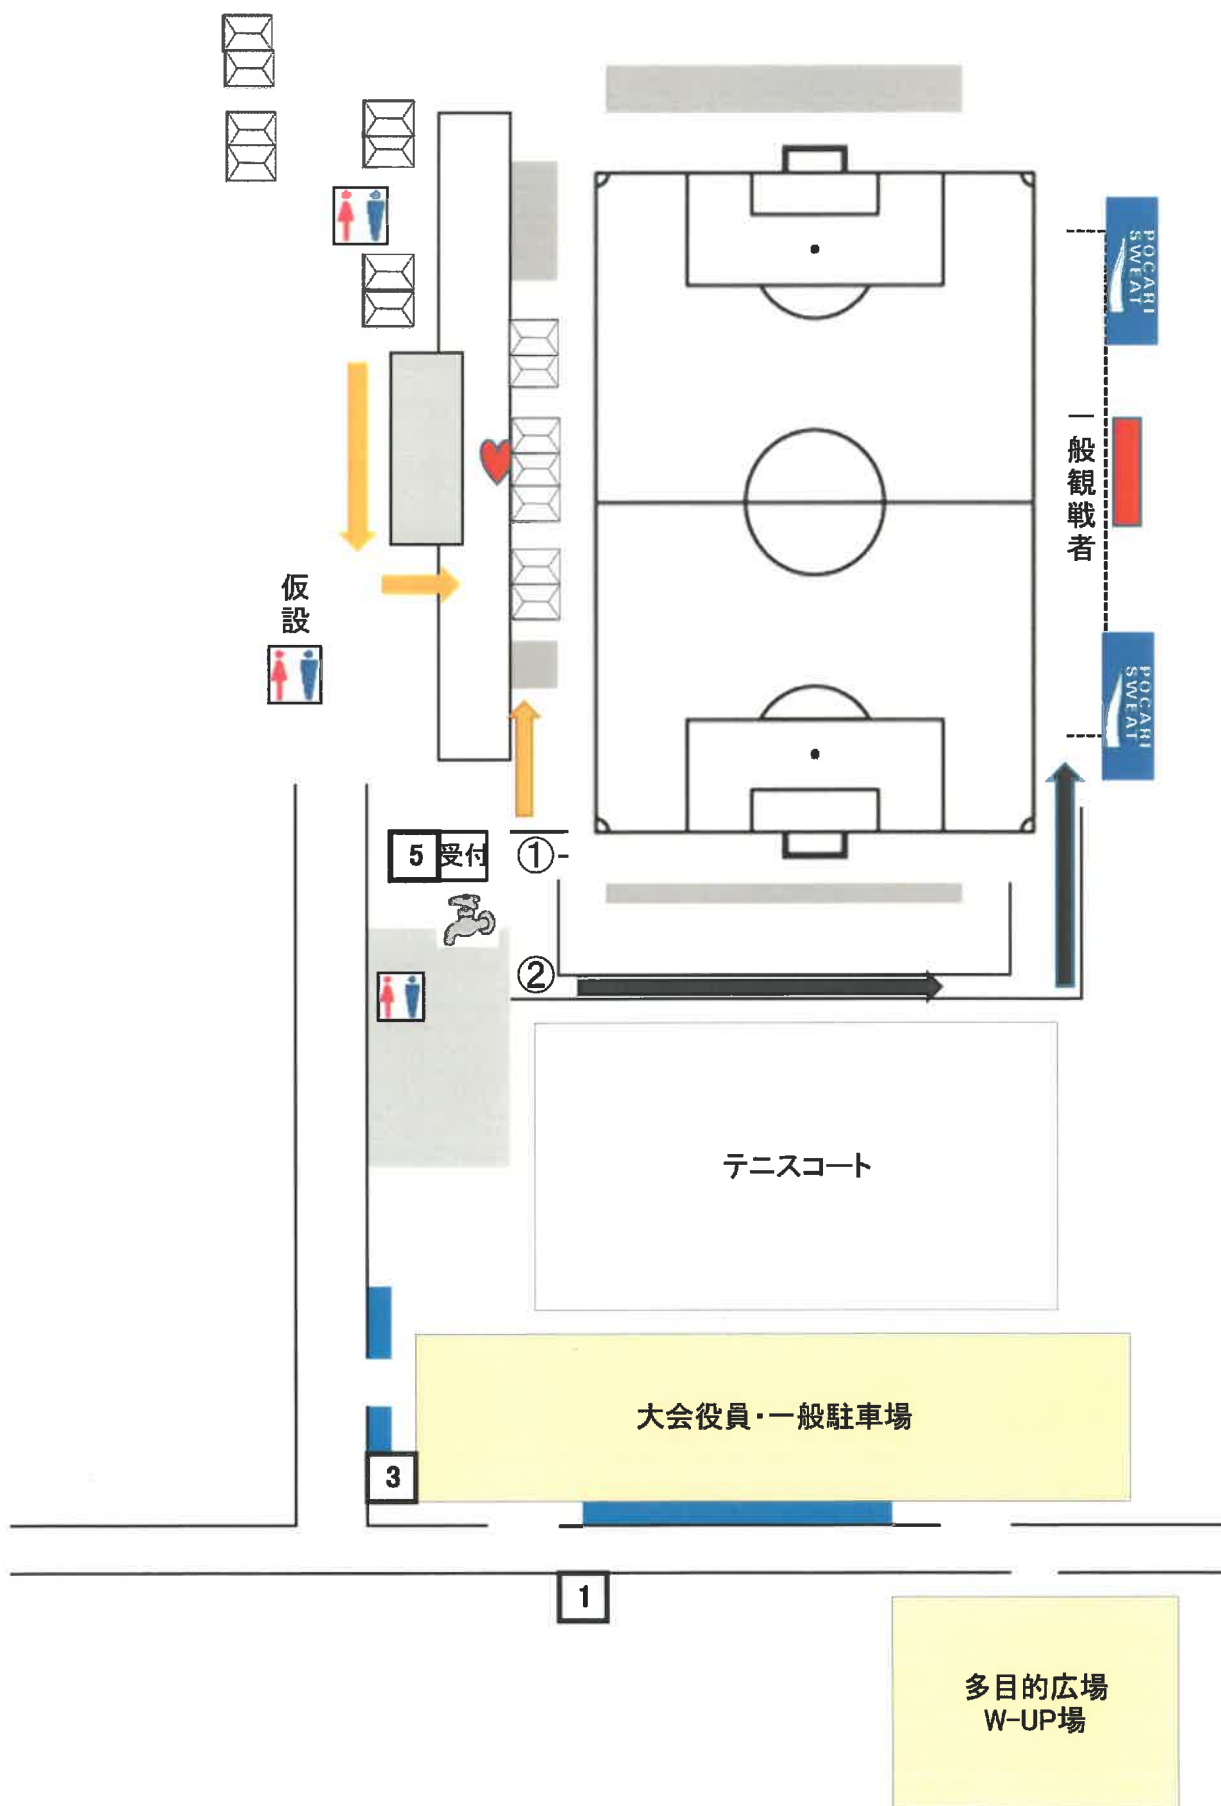 POCARI
SWEAT
一般観戦者
仮設
POCARI
SWEAT
5 受付 ①
②
テニスコート
大会役員・一般駐車場
3
1
多目的広場
W-UP場